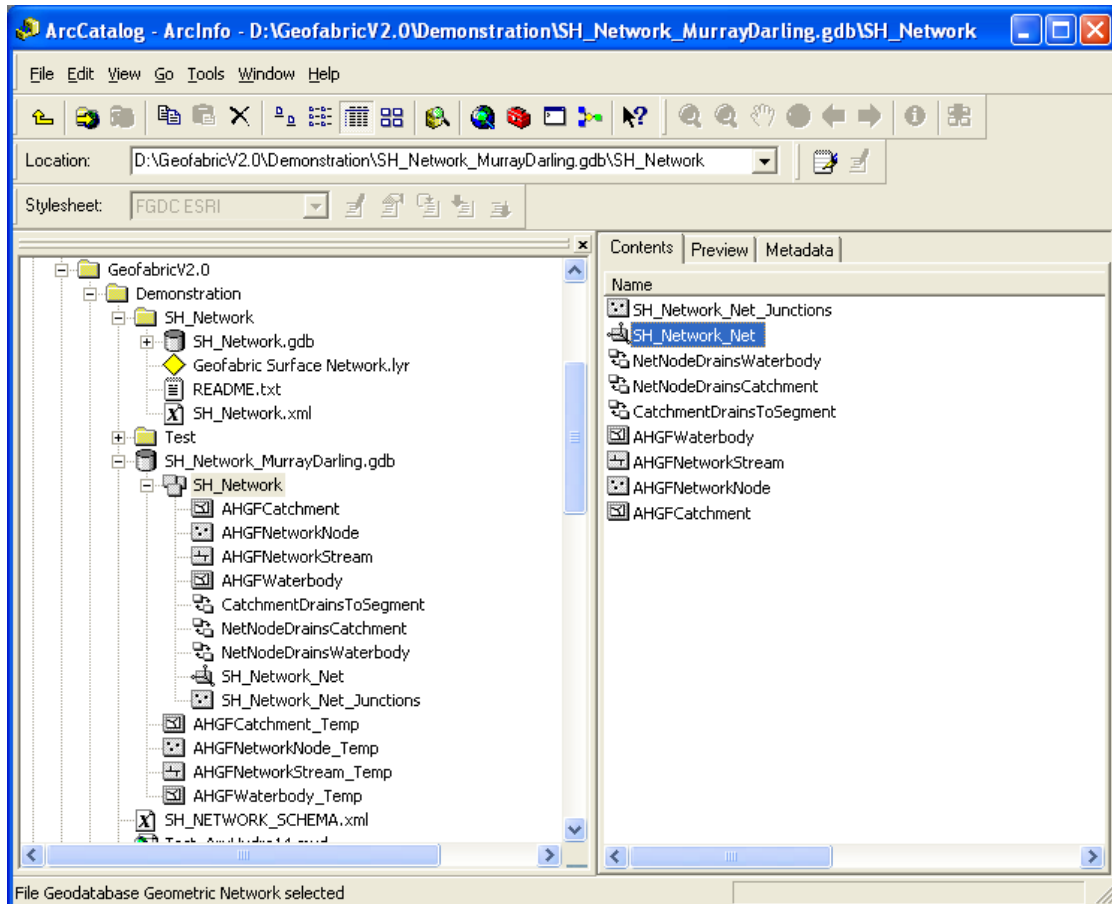 ArcCatalog - ArcInfo - D:\GeofabricV2.0\Demonstration\SH_Network_MurrayDarling.gdb\SH_Network
File Edit View Go Tools Window Help
Location: D:\GeofabricV2.0\Demonstration\SH_Network_MurrayDarling.gdb\SH_Network
Stylesheet: FGDC ESRI
GeofabricV2.0
Demonstration
SH_Network
SH_Network.gdb
Geofabric Surface Network.lyr
README.txt
SH_Network.xml
Test
SH_Network_MurrayDarling.gdb
SH_Network
AHGFCatchment
AHGFNetworkNode
AHGFNetworkStream
AHGFWaterbody
CatchmentDrainsToSegment
NetNodeDrainsCatchment
NetNodeDrainsWaterbody
SH_Network_Net
SH_Network_Net_Junctions
AHGFCatchment_Temp
AHGFNetworkNode_Temp
AHGFNetworkStream_Temp
AHGFWaterbody_Temp
SH_NETWORK_SCHEMA.xml
Contents Preview Metadata
Name
SH_Network_Net_Junctions
SH_Network_Net
NetNodeDrainsWaterbody
NetNodeDrainsCatchment
CatchmentDrainsToSegment
AHGFWaterbody
AHGFNetworkStream
AHGFNetworkNode
AHGFCatchment
File Geodatabase Geometric Network selected